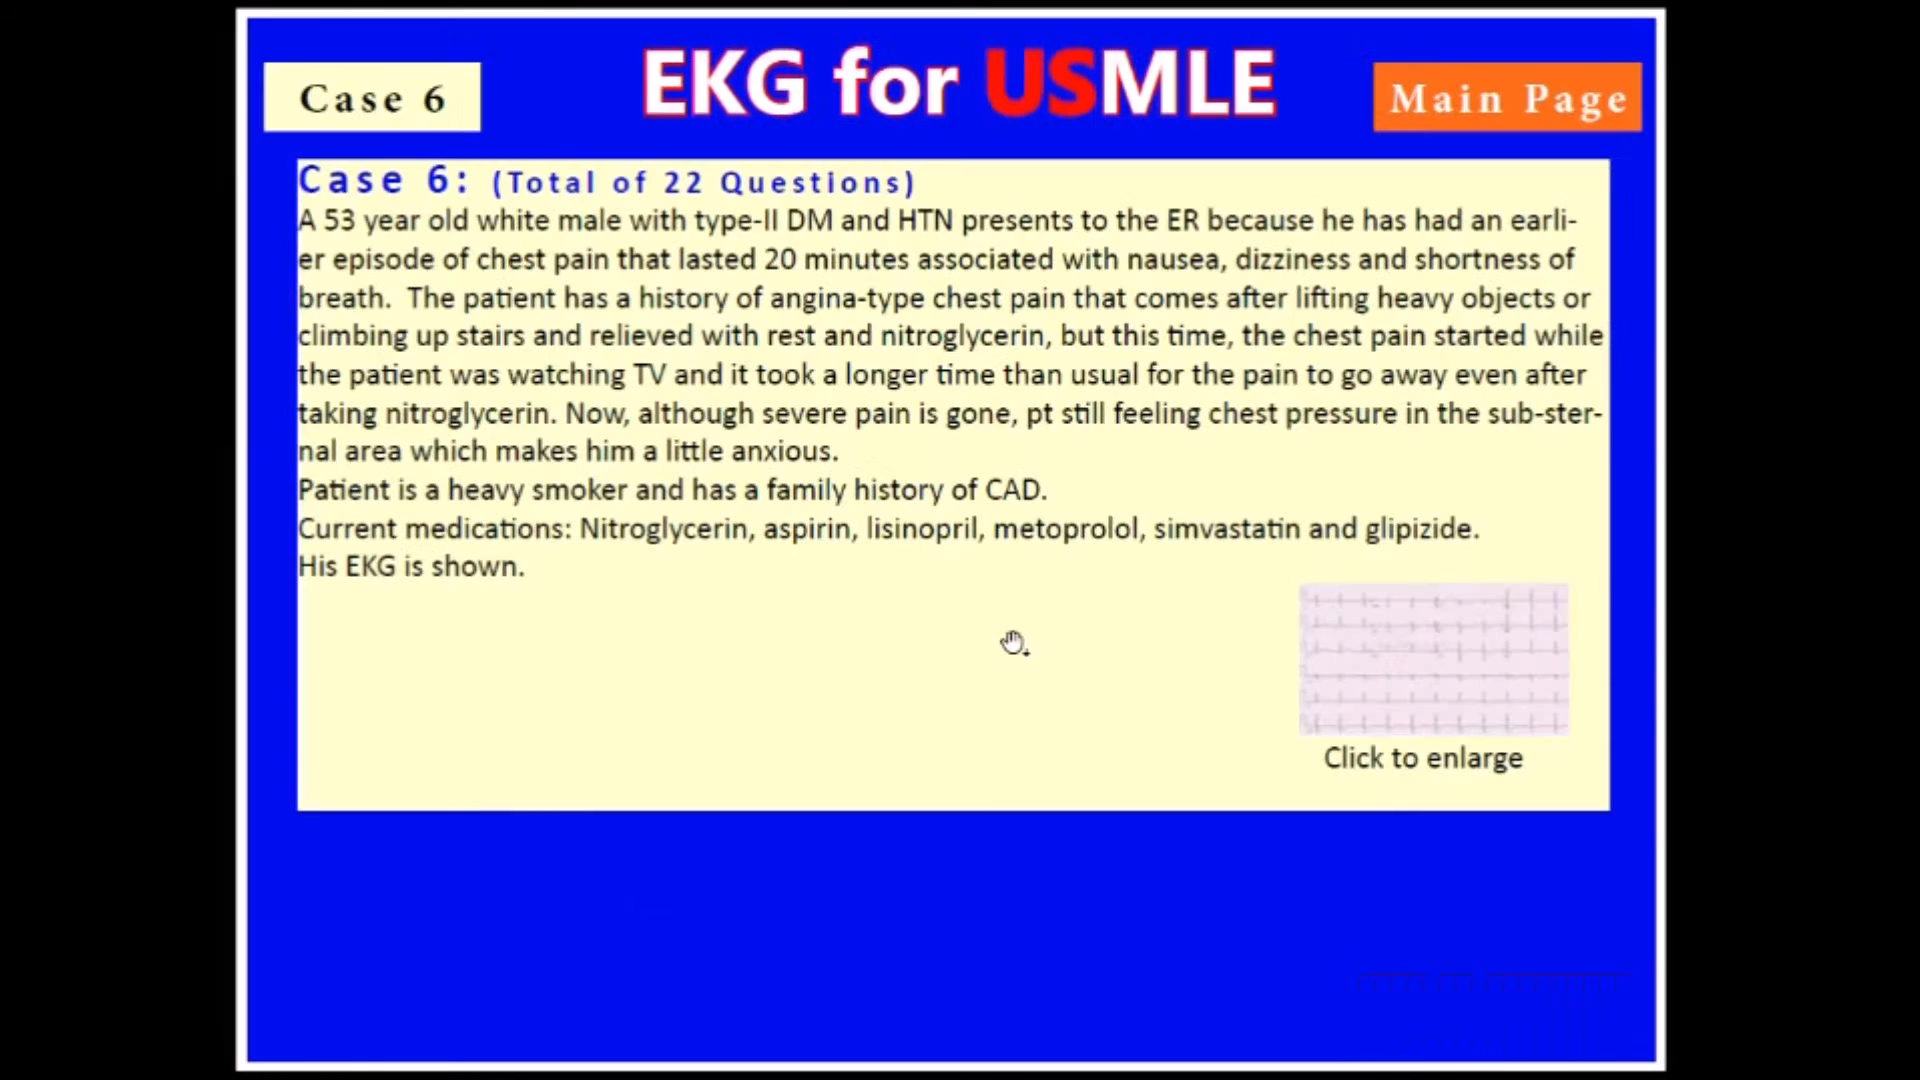 Case 6
EKG for USMLE
Main Page
Case 6: (Total of 22 Questions)
A 53 year old white male with type-II DM and HTN presents to the ER because he has had an earli-
er episode of chest pain that lasted 20 minutes associated with nausea, dizziness and shortness of
breath.  The patient has a history of angina-type chest pain that comes after lifting heavy objects or
climbing up stairs and relieved with rest and nitroglycerin, but this time, the chest pain started while
the patient was watching TV and it took a longer time than usual for the pain to go away even after
taking nitroglycerin. Now, although severe pain is gone, pt still feeling chest pressure in the sub-ster-
nal area which makes him a little anxious.
Patient is a heavy smoker and has a family history of CAD.
Current medications: Nitroglycerin, aspirin, lisinopril, metoprolol, simvastatin and glipizide.
His EKG is shown.
Click to enlarge